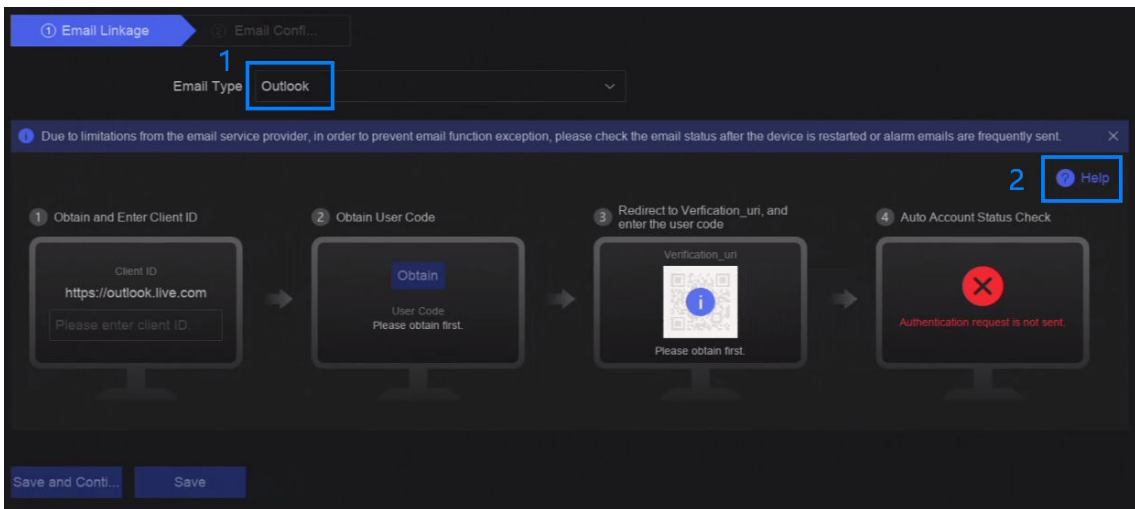 1 Email Linkage
2 Email Confi...
1
Email Type
Outlook
Due to limitations from the email service provider, in order to prevent email function exception, please check the email status after the device is restarted or alarm emails are frequently sent.
2
Help
1 Obtain and Enter Client ID
2 Obtain User Code
3 Redirect to Verfication_uri, and
enter the user code
4 Auto Account Status Check
Client ID
https://outlook.live.com
Please enter client ID.
Obtain
User Code
Please obtain first.
Verification_uri
Please obtain first.
Authentication request is not sent.
Save and Conti...
Save